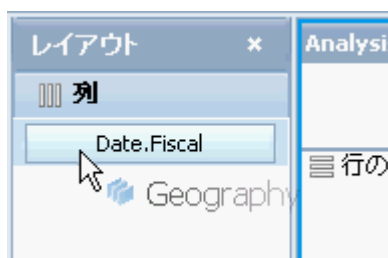 レイアウト ×
Analysi
列
Date.Fiscal
Geography
行の